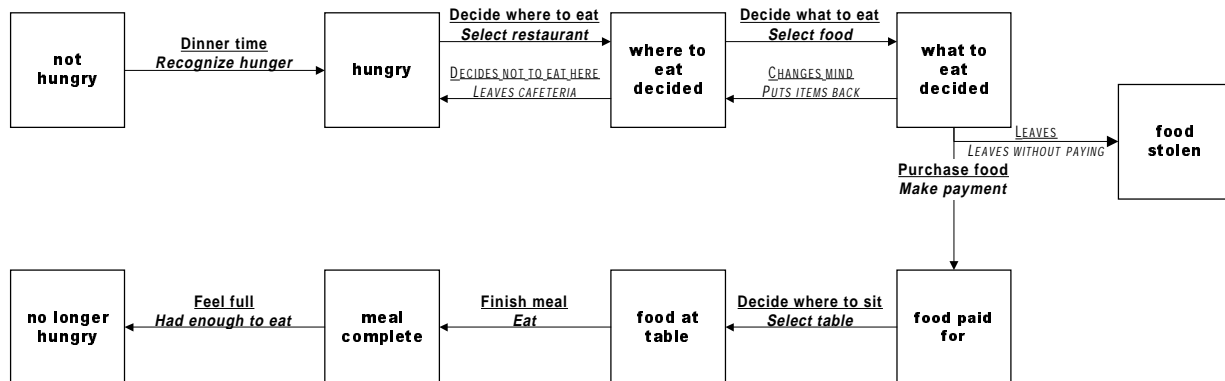 not
hungry
Dinner time
Recognize hunger
hungry
Decide where to eat
Select restaurant
DECIDES NOT TO EAT HERE
LEAVES CAFETERIA
where to
eat
decided
Decide what to eat
Select food
CHANGES MIND
PUTS ITEMS BACK
what to
eat
decided
LEAVES
LEAVES WITHOUT PAYING
food
stolen
Purchase food
Make payment
no longer
hungry
Feel full
Had enough to eat
meal
complete
Finish meal
Eat
food at
table
Decide where to sit
Select table
food paid
for